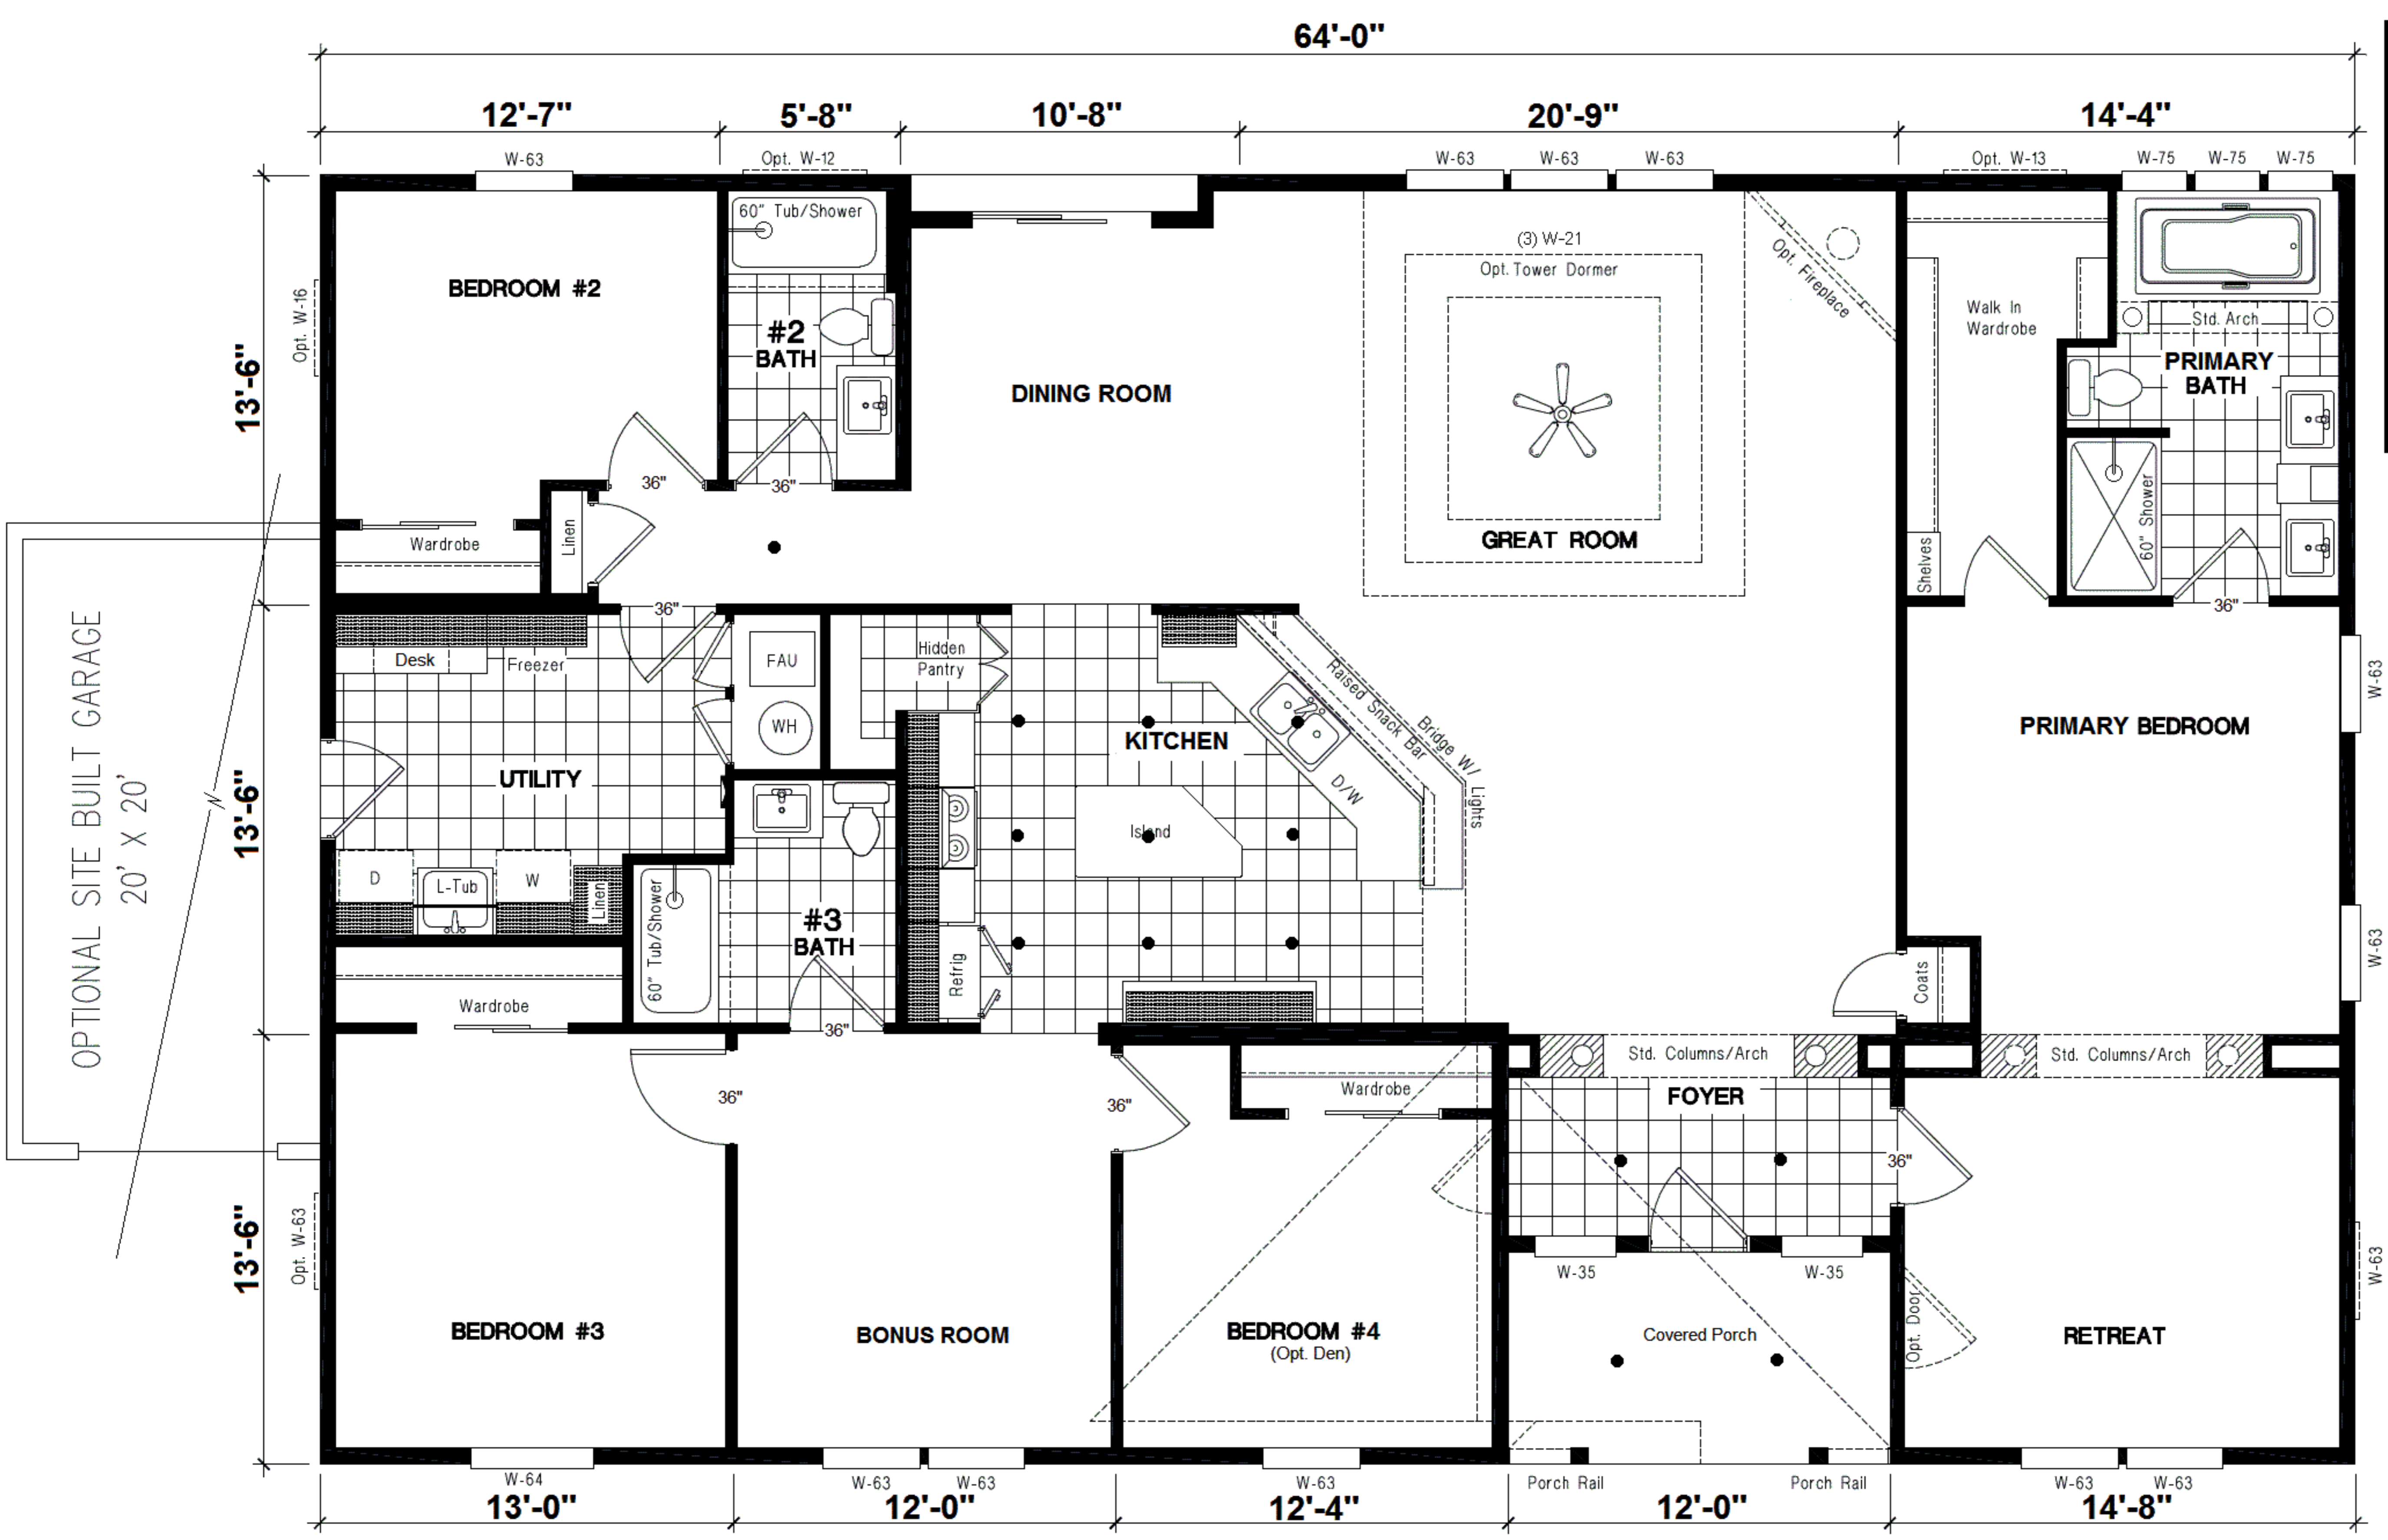 64'-0"
12'-7"
5'-8"
10'-8"
20'-9"
14'-4"
W-63
Opt. W-12
W-63
W-63
W-63
Opt. W-13
W-75
W-75
W-75
60" Tub/Shower
(3) W-21
Opt. Tower Dormer
Opt. Fireplace
BEDROOM #2
Opt. W-16
#2
BATH
Walk In
Wardrobe
Std. Arch
PRIMARY
BATH
13'-6"
DINING ROOM
36"
36"
GREAT ROOM
60" Shower
Shelves
Wardrobe
Linen
36"
36"
OPTIONAL SITE BUILT GARAGE
20' X 20'
Desk
Freezer
FAU
WH
Hidden
Pantry
Raised Snack Bar
Bridge W/
Lights
W-63
PRIMARY BEDROOM
KITCHEN
UTILITY
13'-6"
D/W
Island
D
L-Tub
W
Linen
60" Tub/Shower
#3
BATH
Refrig
Coats
W-63
Wardrobe
36"
Std. Columns/Arch
Std. Columns/Arch
36"
36"
Wardrobe
FOYER
36"
13'-6"
Opt. W-63
W-35
W-35
W-63
Opt. Door
BEDROOM #3
BONUS ROOM
BEDROOM #4
(Opt. Den)
Covered Porch
RETREAT
W-64
W-63
W-63
W-63
Porch Rail
Porch Rail
W-63
W-63
13'-0"
12'-0"
12'-4"
12'-0"
14'-8"